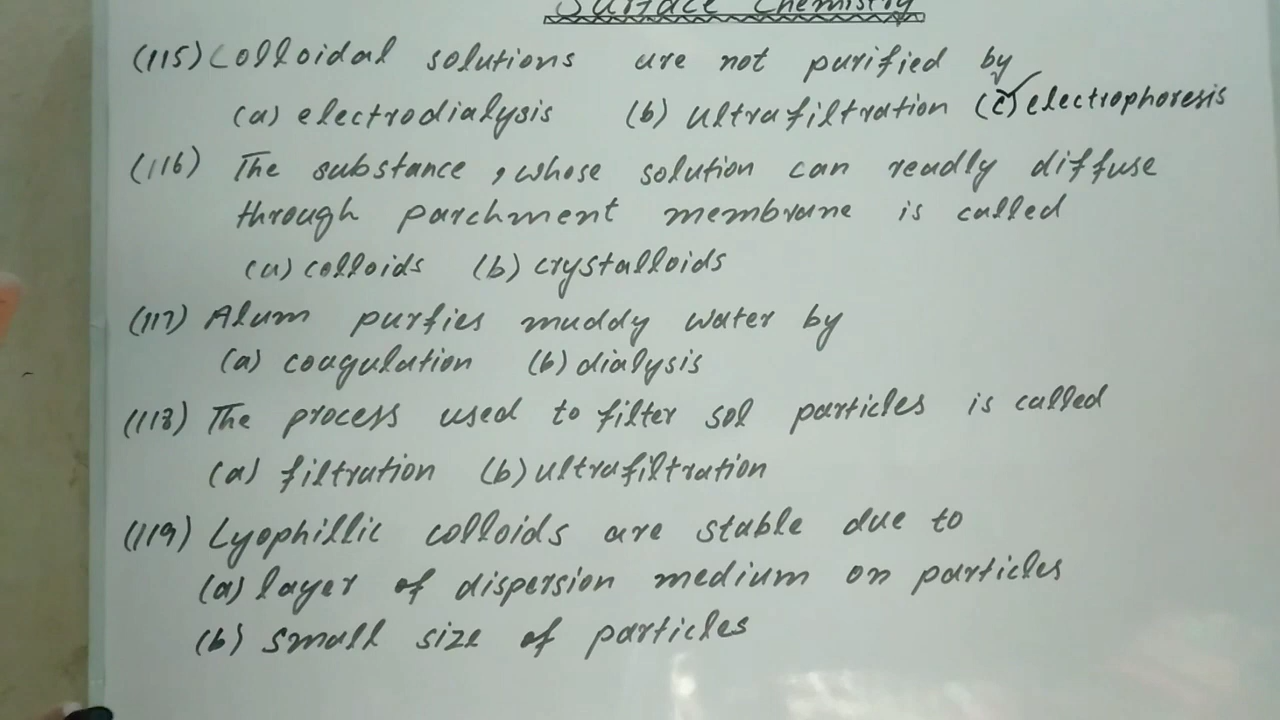 Surface Chemistry
(115) Colloidal solutions are not purified by
(a) electrodialysis (b) ultrafiltration (c) electrophoresis
(116) The substance, whose solution can readly diffuse
through parchment membrane is called
(a) colloids (b) crystalloids
(117) Alum purfies muddy water by
(a) coagulation (b) dialysis
(118) The process used to filter sol particles is called
(a) filtration (b) ultrafiltration
(119) Lyophillic colloids are stable due to
(a) layer of dispersion medium on particles
(b) small size of particles